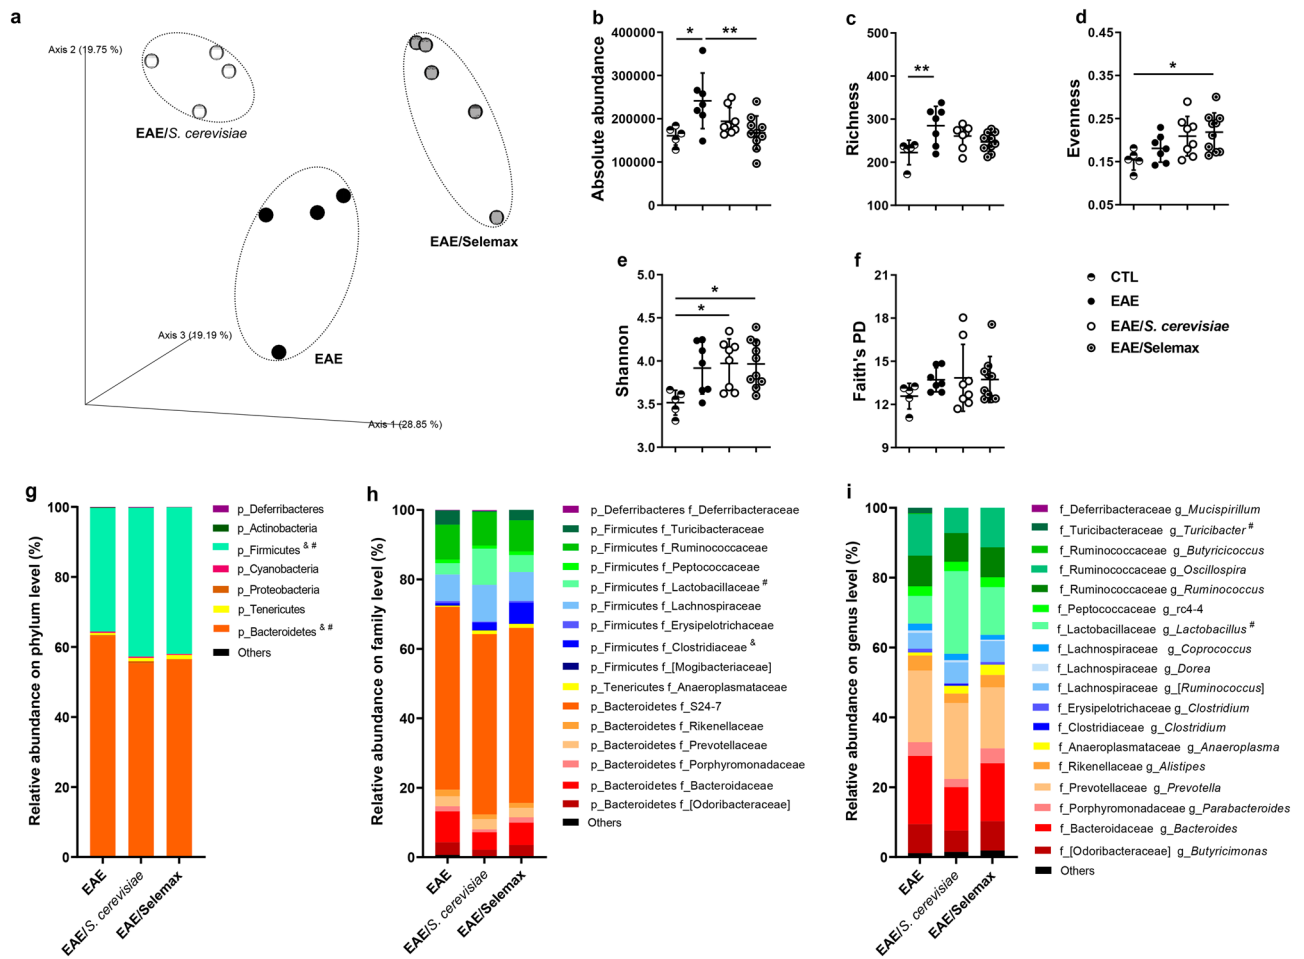 a
Axis 2 (19.75 %)
EAE/S. cerevisiae
EAE/Selemax
EAE
Axis 3 (19.19 %)
Axis 1 (28.85 %)
b
Absolute abundance
400000
300000
200000
100000
0
*
**
c
Richness
500
400
300
200
100
**
d
Evenness
0.45
0.35
0.25
0.15
0.05
*
e
Shannon
5.0
4.5
4.0
3.5
3.0
*
*
f
Faith's PD
21
18
15
12
9
CTL
EAE
EAE/S. cerevisiae
EAE/Selemax
g
Relative abundance on phylum level (%)
100
80
60
40
20
0
EAE
EAE/S. cerevisiae
EAE/Selemax
p_Deferribacteres
p_Actinobacteria
p_Firmicutes & #
p_Cyanobacteria
p_Proteobacteria
p_Tenericutes
p_Bacteroidetes & #
Others
h
Relative abundance on family level (%)
100
80
60
40
20
0
EAE
EAE/S. cerevisiae
EAE/Selemax
p_Deferribacteres f_Deferribacteraceae
p_Firmicutes f_Turicibacteraceae
p_Firmicutes f_Ruminococcaceae
p_Firmicutes f_Peptococcaceae
p_Firmicutes f_Lactobacillaceae #
p_Firmicutes f_Lachnospiraceae
p_Firmicutes f_Erysipelotrichaceae
p_Firmicutes f_Clostridiaceae &
p_Firmicutes f_[Mogibacteriaceae]
p_Tenericutes f_Anaeroplasmataceae
p_Bacteroidetes f_S24-7
p_Bacteroidetes f_Rikenellaceae
p_Bacteroidetes f_Prevotellaceae
p_Bacteroidetes f_Porphyromonadaceae
p_Bacteroidetes f_Bacteroidaceae
p_Bacteroidetes f_[Odoribacteraceae]
Others
i
Relative abundance on genus level (%)
100
80
60
40
20
0
EAE
EAE/S. cerevisiae
EAE/Selemax
f_Deferribacteraceae g_Mucispirillum
f_Turicibacteraceae g_Turicibacter #
f_Ruminococcaceae g_Butyricicoccus
f_Ruminococcaceae g_Oscillospira
f_Ruminococcaceae g_Ruminococcus
f_Peptococcaceae g_rc4-4
f_Lactobacillaceae g_Lactobacillus #
f_Lachnospiraceae g_Coprococcus
f_Lachnospiraceae g_Dorea
f_Lachnospiraceae g_[Ruminococcus]
f_Erysipelotrichaceae g_Clostridium
f_Clostridiaceae g_Clostridium
f_Anaeroplasmataceae g_Anaeroplasma
f_Rikenellaceae g_Alistipes
f_Prevotellaceae g_Prevotella
f_Porphyromonadaceae g_Parabacteroides
f_Bacteroidaceae g_Bacteroides
f_[Odoribacteraceae] g_Butyricimonas
Others